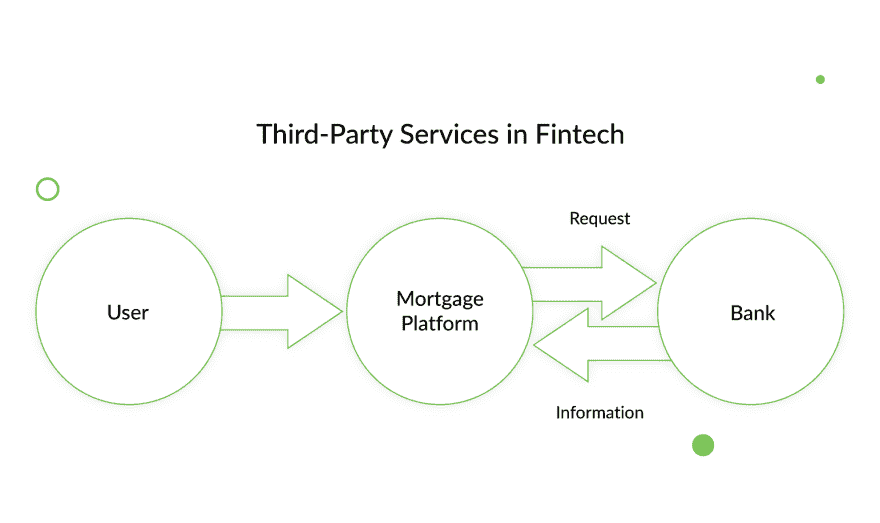 Third-Party Services in Fintech
Request
User
Mortgage
Platform
Bank
Information